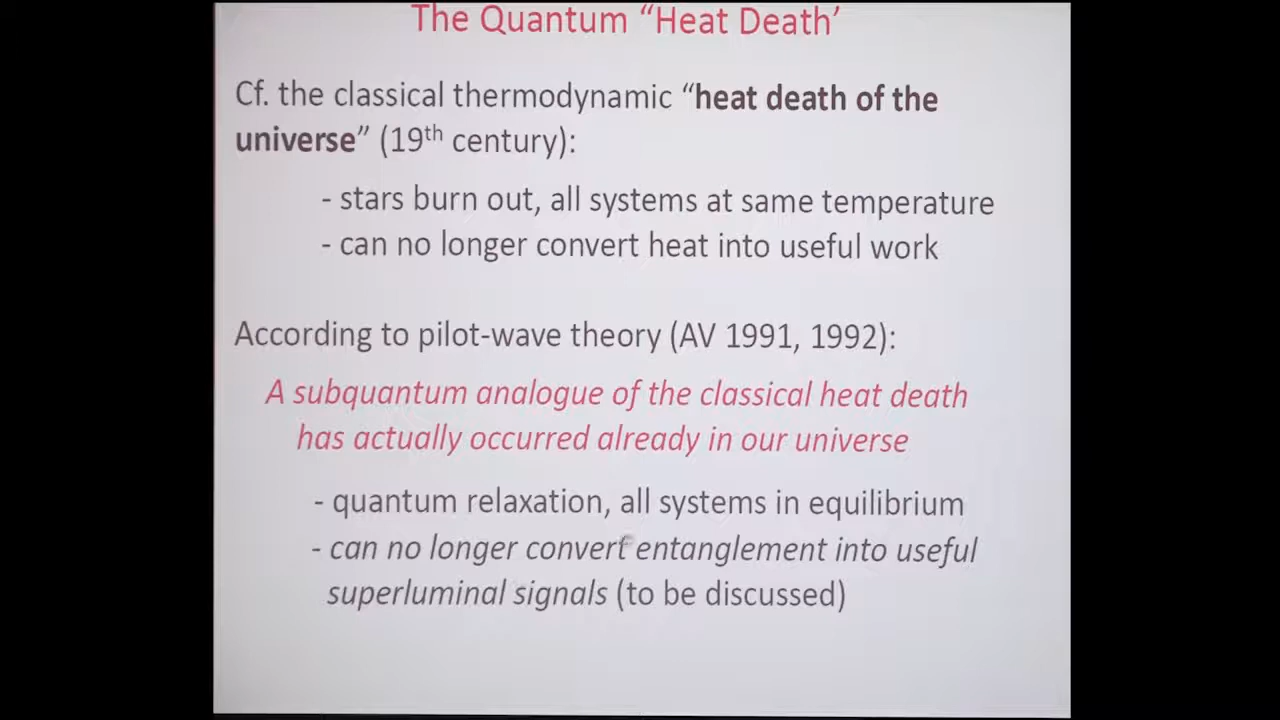 The Quantum “Heat Death’
Cf. the classical thermodynamic “heat death of the
universe” (19th century):
- stars burn out, all systems at same temperature
- can no longer convert heat into useful work
According to pilot-wave theory (AV 1991, 1992):
A subquantum analogue of the classical heat death
has actually occurred already in our universe
- quantum relaxation, all systems in equilibrium
- can no longer convert entanglement into useful
superluminal signals (to be discussed)